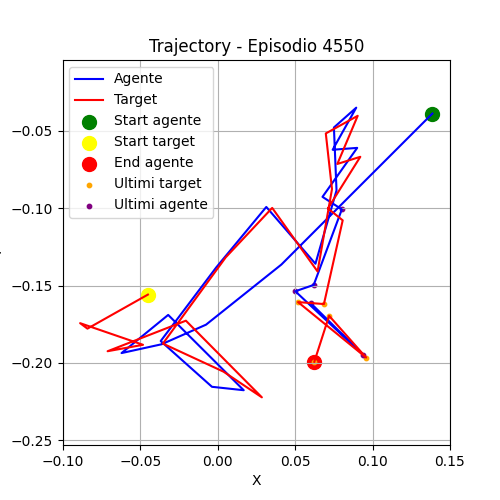 Trajectory - Episodio 4550
Agente
Target
Start agente
Start target
End agente
Ultimi target
Ultimi agente
−0.05
−0.10
−0.15
−0.20
−0.25
−0.10
−0.05
0.00
0.05
0.10
0.15
X